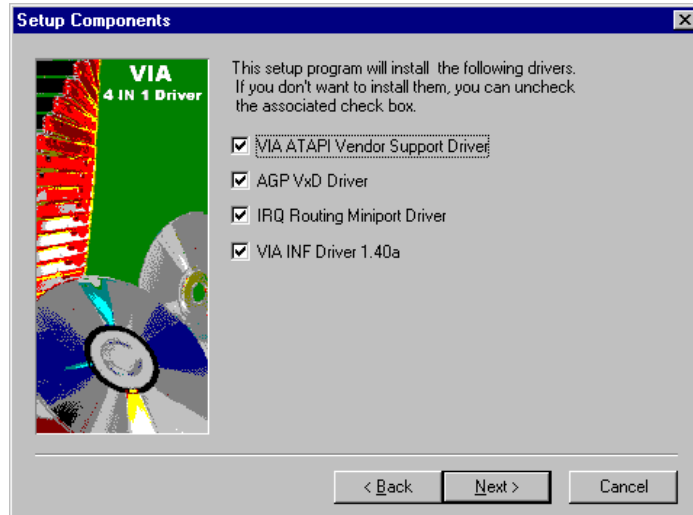 Setup Components
VIA
4 IN 1 Driver
This setup program will install  the following drivers.
If you don't want to install them, you can uncheck
the associated check box.
VIA ATAPI Vendor Support Driver
AGP VxD Driver
IRQ Routing Miniport Driver
VIA INF Driver 1.40a
< Back
Next >
Cancel